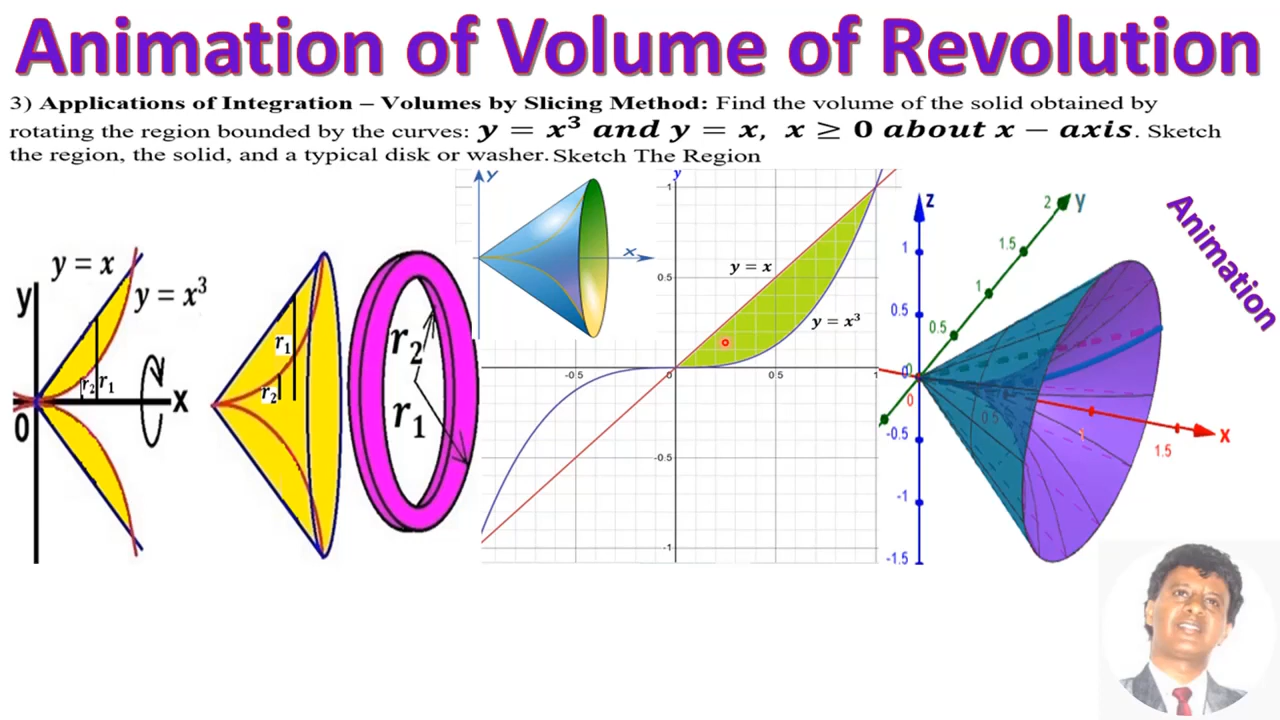 Animation of Volume of Revolution
3) Applications of Integration – Volumes by Slicing Method: Find the volume of the solid obtained by
rotating the region bounded by the curves: y = x³ and y = x, x ≥ 0 about x − axis. Sketch
the region, the solid, and a typical disk or washer. Sketch The Region
y = x
y
y = x³
r₂ r₁
x
0
r₁
r₂
r₂
r₁
Y
x
y
1
0.5
y = x
y = x³
-0.5
0
0.5
1
-0.5
-1
z
2
y
1.5
1
1
0.5
0.5
0
0
0.5
1
1.5
x
-0.5
-1
-1.5
Animation